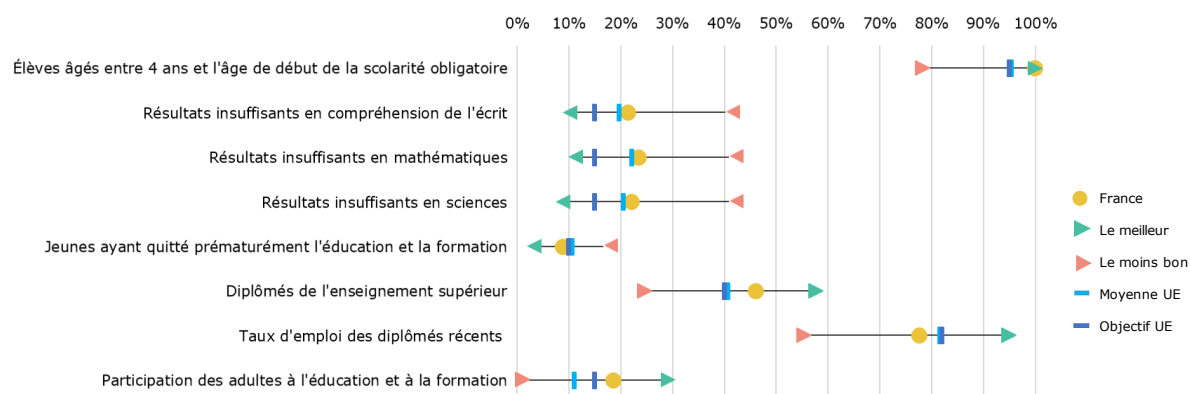 0% 10% 20% 30% 40% 50% 60% 70% 80% 90% 100%
Élèves âgés entre 4 ans et l'âge de début de la scolarité obligatoire
Résultats insuffisants en compréhension de l'écrit
Résultats insuffisants en mathématiques
Résultats insuffisants en sciences
Jeunes ayant quitté prématurément l'éducation et la formation
Diplômés de l'enseignement supérieur
Taux d'emploi des diplômés récents
Participation des adultes à l'éducation et à la formation
France
Le meilleur
Le moins bon
Moyenne UE
Objectif UE